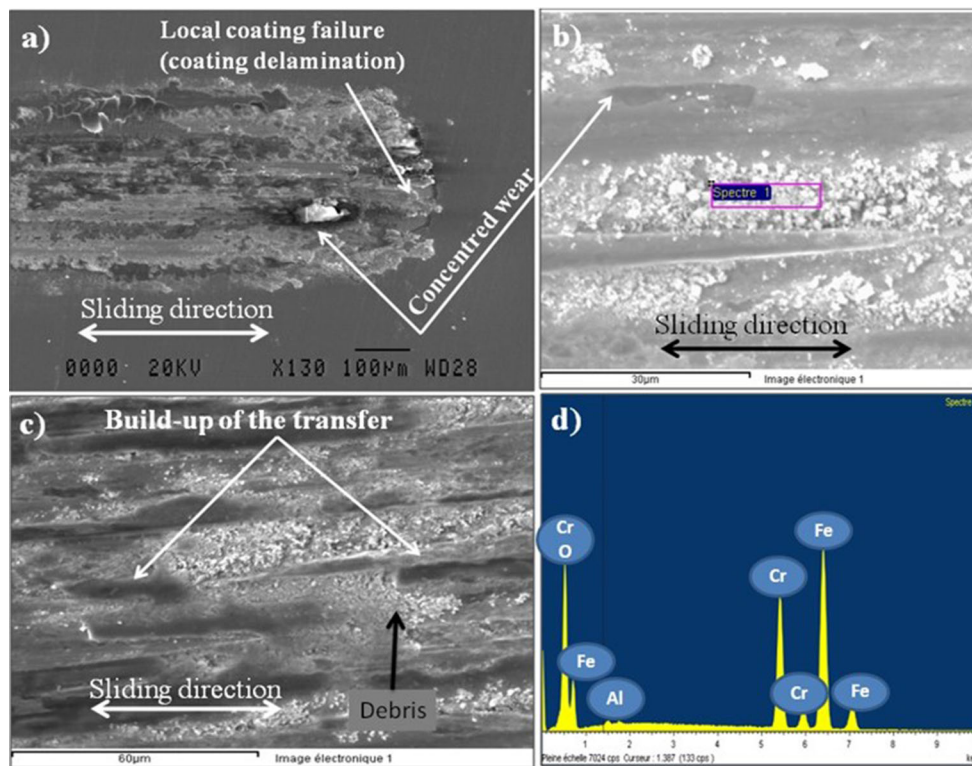 a)
Local coating failure
(coating delamination)
Concentred wear
Sliding direction
0000 20KV X130 100µm WD28
b)
Spectre 1
Sliding direction
30µm Image électronique 1
c)
Build-up of the transfer
Sliding direction
Debris
60µm Image électronique 1
d)
Spectre
Cr
O
Fe
Al
Cr
Cr
Fe
Fe
1 2 3 4 5 6 7 8 9
Pleine échelle 7024 cps Curseur : 1.387 (133 cps)